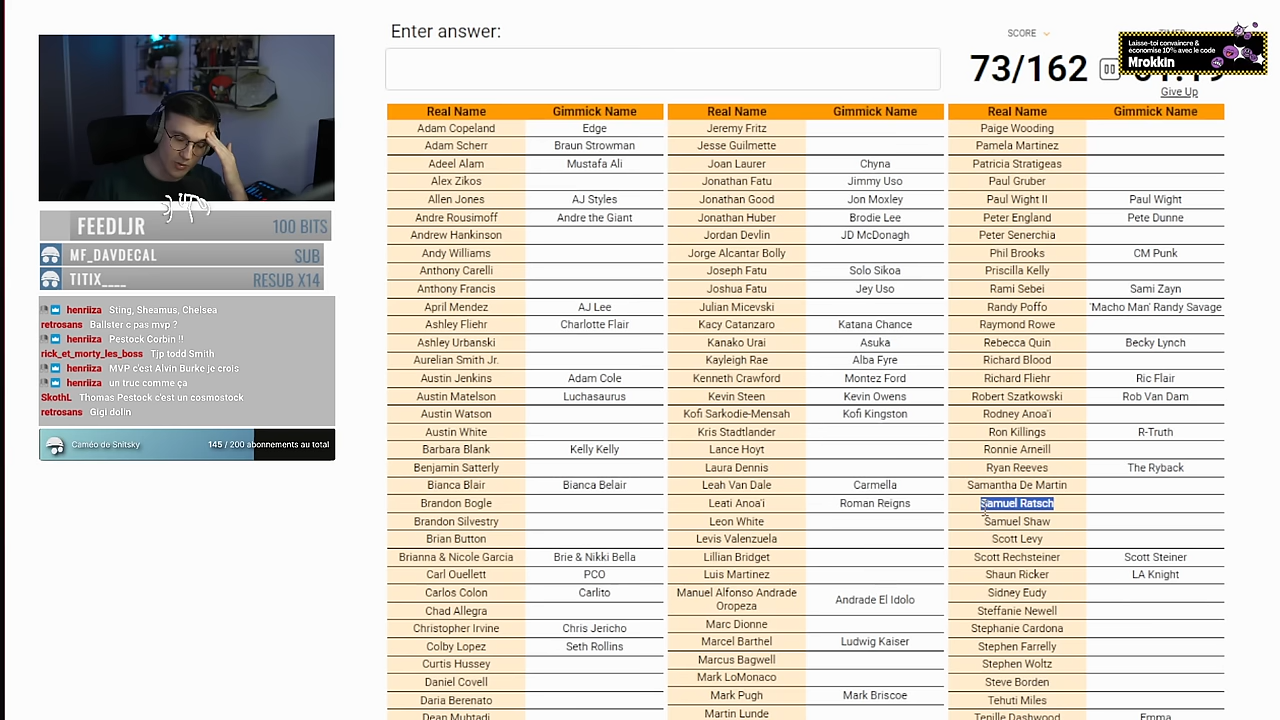 Enter answer:
SCORE
73/162
Give Up
Laisse-toi convaincre &
économise 10% avec le code
Mrokkin
FEEDLJR 100 BITS
MF_DAVDECAL SUB
TITIX____ RESUB X14
henriiza Sting, Sheamus, Chelsea
retrosans Ballster c pas mvp ?
henriiza Pestock Corbin !!
rick_et_morty_les_boss Tjp todd Smith
henriiza MVP c'est Alvin Burke je crois
henriiza un truc comme ça
SkothL Thomas Pestock c'est un cosmostock
retrosans Gigi dolin
Caméo de Snitsky 145 / 200 abonnements au total
Real Name Gimmick Name
Adam Copeland Edge
Adam Scherr Braun Strowman
Adeel Alam Mustafa Ali
Alex Zikos
Allen Jones AJ Styles
Andre Rousimoff Andre the Giant
Andrew Hankinson
Andy Williams
Anthony Carelli
Anthony Francis
April Mendez AJ Lee
Ashley Fliehr Charlotte Flair
Ashley Urbanski
Aurelian Smith Jr.
Austin Jenkins Adam Cole
Austin Matelson Luchasaurus
Austin Watson
Austin White
Barbara Blank Kelly Kelly
Benjamin Satterly
Bianca Blair Bianca Belair
Brandon Bogle
Brandon Silvestry
Brian Button
Brianna & Nicole Garcia Brie & Nikki Bella
Carl Ouellett PCO
Carlos Colon Carlito
Chad Allegra
Christopher Irvine Chris Jericho
Colby Lopez Seth Rollins
Curtis Hussey
Daniel Covell
Daria Berenato
Dean Muhtadi
Real Name Gimmick Name
Jeremy Fritz
Jesse Guilmette
Joan Laurer Chyna
Jonathan Fatu Jimmy Uso
Jonathan Good Jon Moxley
Jonathan Huber Brodie Lee
Jordan Devlin JD McDonagh
Jorge Alcantar Bolly
Joseph Fatu Solo Sikoa
Joshua Fatu Jey Uso
Julian Micevski
Kacy Catanzaro Katana Chance
Kanako Urai Asuka
Kayleigh Rae Alba Fyre
Kenneth Crawford Montez Ford
Kevin Steen Kevin Owens
Kofi Sarkodie-Mensah Kofi Kingston
Kris Stadtlander
Lance Hoyt
Laura Dennis
Leah Van Dale Carmella
Leati Anoa'i Roman Reigns
Leon White
Levis Valenzuela
Lillian Bridget
Luis Martinez
Manuel Alfonso Andrade
Oropeza Andrade El Idolo
Marc Dionne
Marcel Barthel Ludwig Kaiser
Marcus Bagwell
Mark LoMonaco
Mark Pugh Mark Briscoe
Martin Lunde
Real Name Gimmick Name
Paige Wooding
Pamela Martinez
Patricia Stratigeas
Paul Gruber
Paul Wight II Paul Wight
Peter England Pete Dunne
Peter Senerchia
Phil Brooks CM Punk
Priscilla Kelly
Rami Sebei Sami Zayn
Randy Poffo 'Macho Man' Randy Savage
Raymond Rowe
Rebecca Quin Becky Lynch
Richard Blood
Richard Fliehr Ric Flair
Robert Szatkowski Rob Van Dam
Rodney Anoa'i
Ron Killings R-Truth
Ronnie Arneill
Ryan Reeves The Ryback
Samantha De Martin
Samuel Ratsch
Samuel Shaw
Scott Levy
Scott Rechsteiner Scott Steiner
Shaun Ricker LA Knight
Sidney Eudy
Steffanie Newell
Stephanie Cardona
Stephen Farrelly
Stephen Woltz
Steve Borden
Tehuti Miles
Tenille Dashwood Emma